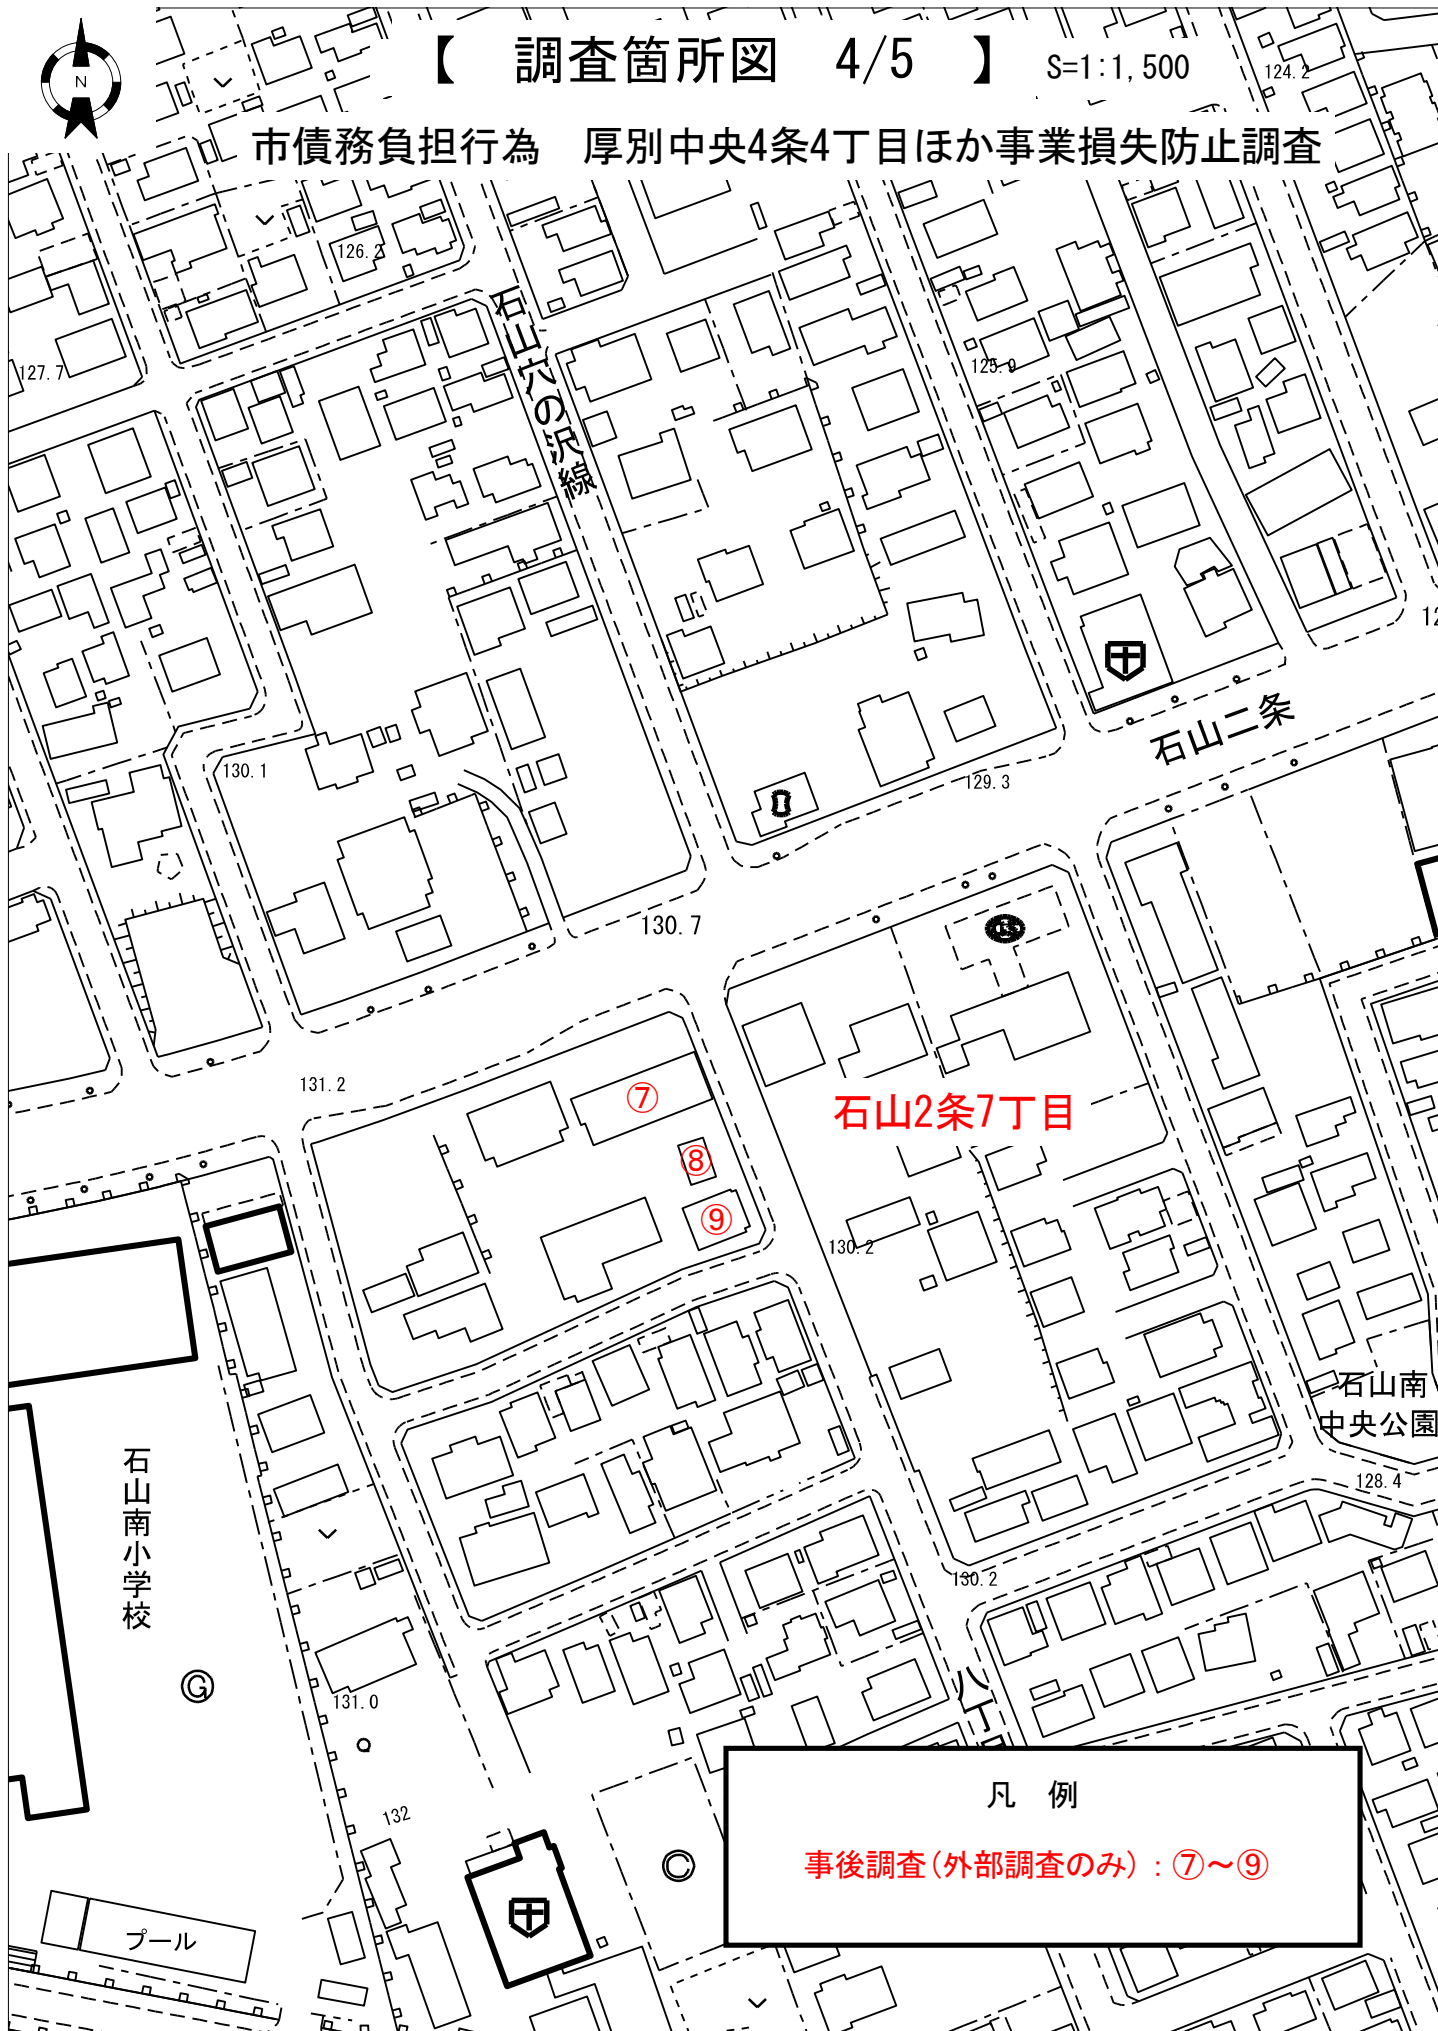 【 調査箇所図 4/5 】 S=1:1,500
市債務負担行為 厚別中央4条4丁目ほか事業損失防止調査
N
124.2
126.2
127.7
125.9
石山穴の沢線
石山二条
130.1
129.3
130.7
GS
131.2
⑦
石山2条7丁目
⑧
⑨
130.2
石山南
中央公園
128.4
石山南小学校
130.2
G
131.0
132
C
プール
凡 例
事後調査(外部調査のみ):⑦～⑨